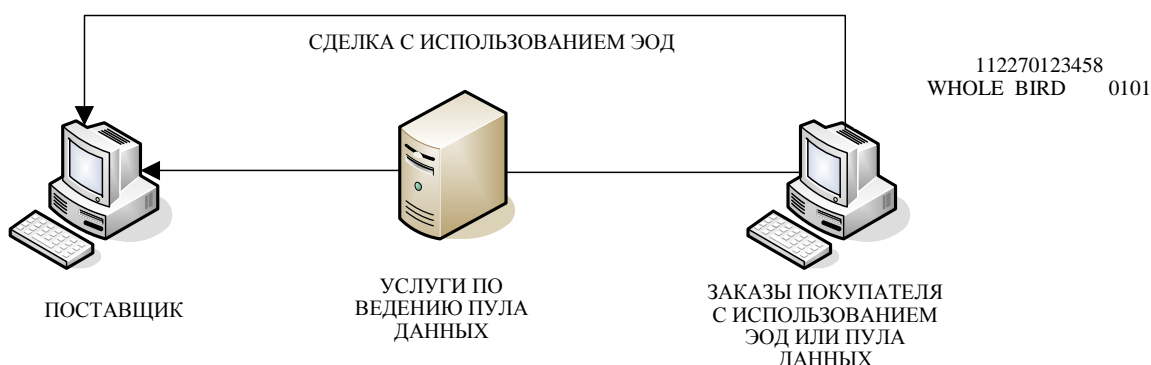 СДЕЛКА С ИСПОЛЬЗОВАНИЕМ ЭОД
112270123458
WHOLE BIRD 0101
ПОСТАВЩИК
УСЛУГИ ПО
ВЕДЕНИЮ ПУЛА
ДАННЫХ
ЗАКАЗЫ ПОКУПАТЕЛЯ
С ИСПОЛЬЗОВАНИЕМ
ЭОД ИЛИ ПУЛА
ДАННЫХ